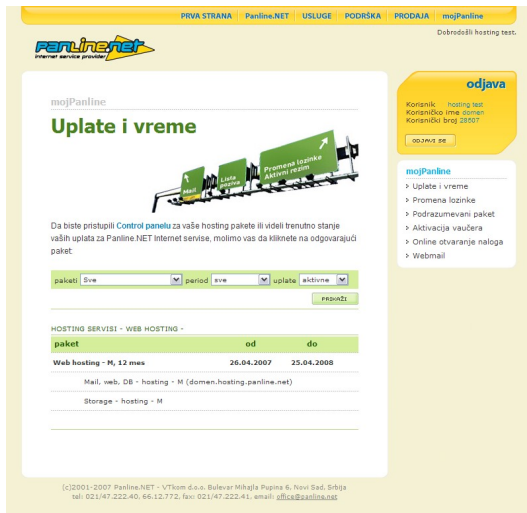 PRVA STRANA Panline.NET USLUGE PODRŠKA PRODAJA mojPanline
Dobrodošli hosting test.
PanLine.net
internet service provider
mojPanline
Uplate i vreme
Mail
Lista poziva
Promena lozinke
Aktivni rezim
Da biste pristupili Control panelu za vaše hosting pakete ili videli trenutno stanje
vaših uplata za Panline.NET Internet servise, molimo vas da kliknete na odgovarajući
paket:
paketi Sve period sve uplate aktivne
PRIKAŽI
HOSTING SERVISI - WEB HOSTING -
paket od do
Web hosting - M, 12 mes 26.04.2007 25.04.2008
Mail, web, DB - hosting - M (domen.hosting.panline.net)
Storage - hosting - M
odjava
Korisnik hosting test
Korisničko ime domen
Korisnički broj 28507
ODJAVI SE
mojPanline
Uplate i vreme
Promena lozinke
Podrazumevani paket
Aktivacija vaučera
Online otvaranje naloga
Webmail
(c)2001-2007 Panline.NET - VTkom d.o.o. Bulevar Mihajla Pupina 6, Novi Sad, Srbija
tel: 021/47.222.40, 66.12.772, fax: 021/47.222.41, email: office@panline.net